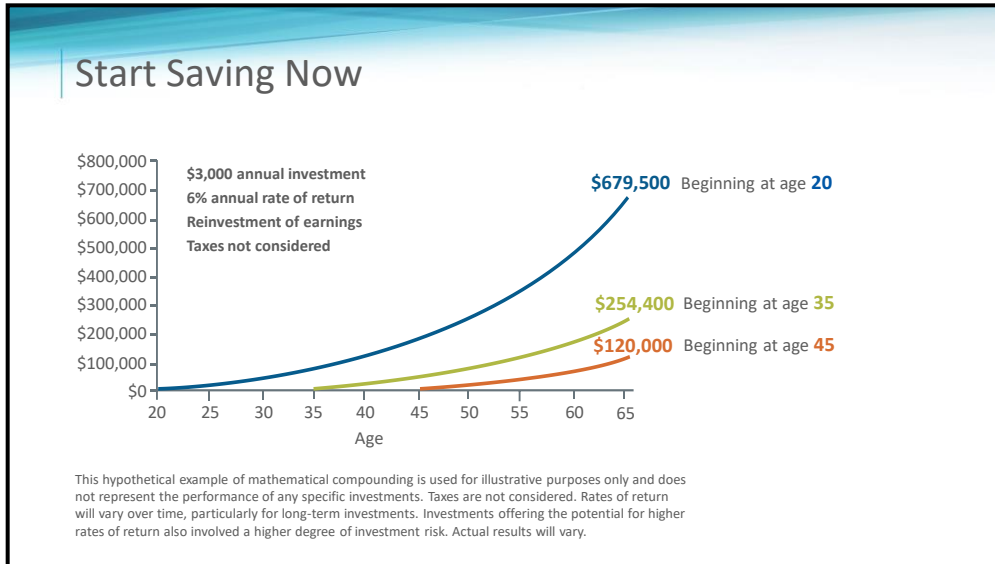 Start Saving Now
$800,000
$700,000
$600,000
$500,000
$400,000
$300,000
$200,000
$100,000
$0
$3,000 annual investment
6% annual rate of return
Reinvestment of earnings
Taxes not considered
$679,500 Beginning at age 20
$254,400 Beginning at age 35
$120,000 Beginning at age 45
20 25 30 35 40 45 50 55 60 65
Age
This hypothetical example of mathematical compounding is used for illustrative purposes only and does
not represent the performance of any specific investments. Taxes are not considered. Rates of return
will vary over time, particularly for long-term investments. Investments offering the potential for higher
rates of return also involved a higher degree of investment risk. Actual results will vary.